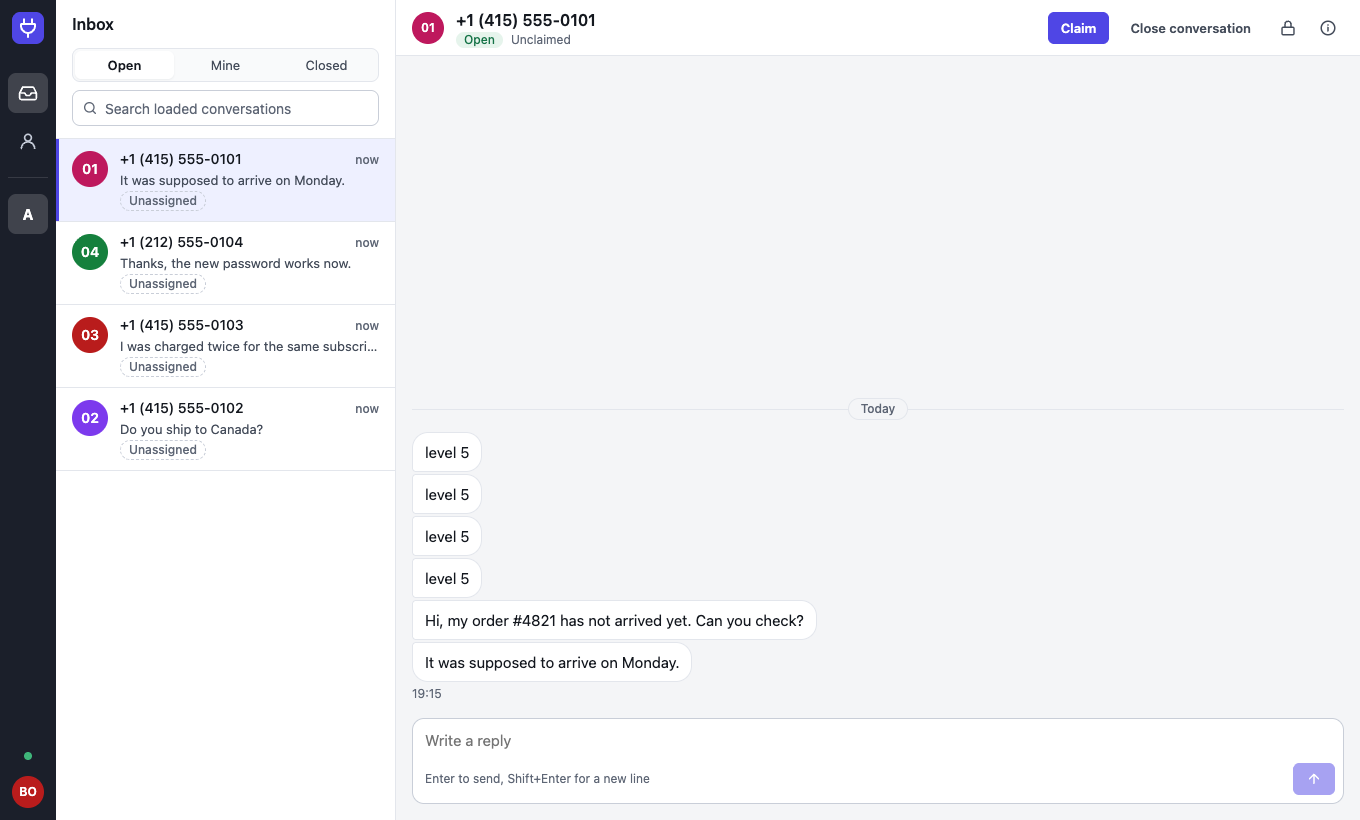 Inbox
Open Mine Closed
Search loaded conversations
01 +1 (415) 555-0101 now
It was supposed to arrive on Monday.
Unassigned
04 +1 (212) 555-0104 now
Thanks, the new password works now.
Unassigned
03 +1 (415) 555-0103 now
I was charged twice for the same subscri...
Unassigned
02 +1 (415) 555-0102 now
Do you ship to Canada?
Unassigned
A
BO
01 +1 (415) 555-0101
Open Unclaimed
Claim Close conversation
Today
level 5
level 5
level 5
level 5
Hi, my order #4821 has not arrived yet. Can you check?
It was supposed to arrive on Monday.
19:15
Write a reply
Enter to send, Shift+Enter for a new line